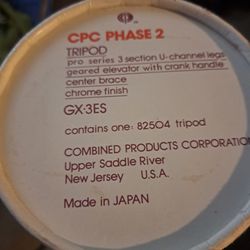 CPC PHASE 2
TRIPOD
pro series 3 section U-channel legs
geared elevator with crank handle
center brace
chrome finish
GX-3ES
contains one: 82504 tripod
COMBINED PRODUCTS CORPORATION
Upper Saddle River
New Jersey U.S.A.
Made in JAPAN